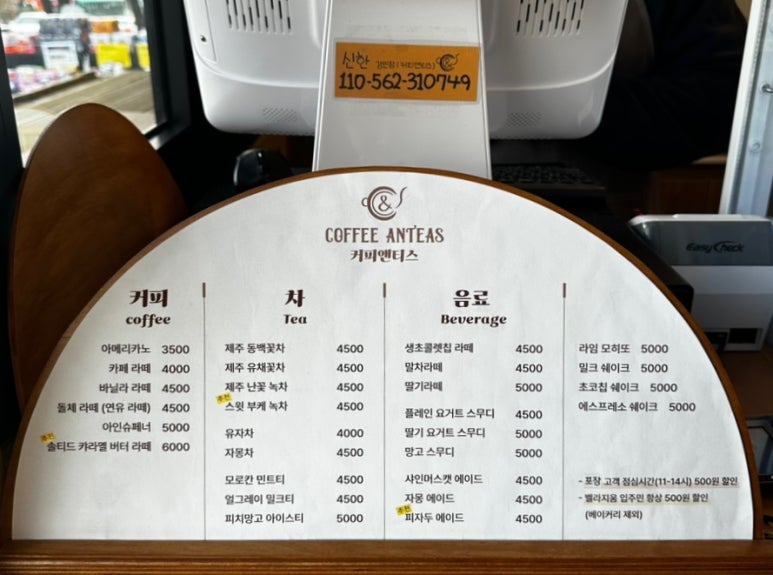 신한 김민정 (커피앤티스)
110-562-310749
COFFEE ANTEAS
커피앤티스
EasyCheck
커피
coffee
아메리카노 3500
카페 라떼 4000
바닐라 라떼 4500
돌체 라떼 (연유 라떼) 4500
아인슈페너 5000
추천
솔티드 캬라멜 버터 라떼 6000
차
Tea
제주 동백꽃차 4500
제주 유채꽃차 4500
제주 난꽃 녹차 4500
추천
스윗 부케 녹차 4500
유자차 4000
자몽차 4500
모로칸 민트티 4500
얼그레이 밀크티 4500
피치망고 아이스티 5000
음료
Beverage
생초콜렛칩 라떼 4500
말차라떼 4500
딸기라떼 5000
플레인 요거트 스무디 4500
딸기 요거트 스무디 5000
망고 스무디 5000
샤인머스캣 에이드 4500
자몽 에이드 4500
추천
피자두 에이드 4500
라임 모히또 5000
밀크 쉐이크 5000
초코칩 쉐이크 5000
에스프레소 쉐이크 5000
- 포장 고객 점심시간(11-14시) 500원 할인
- 벨라지움 입주민 항상 500원 할인
(베이커리 제외)